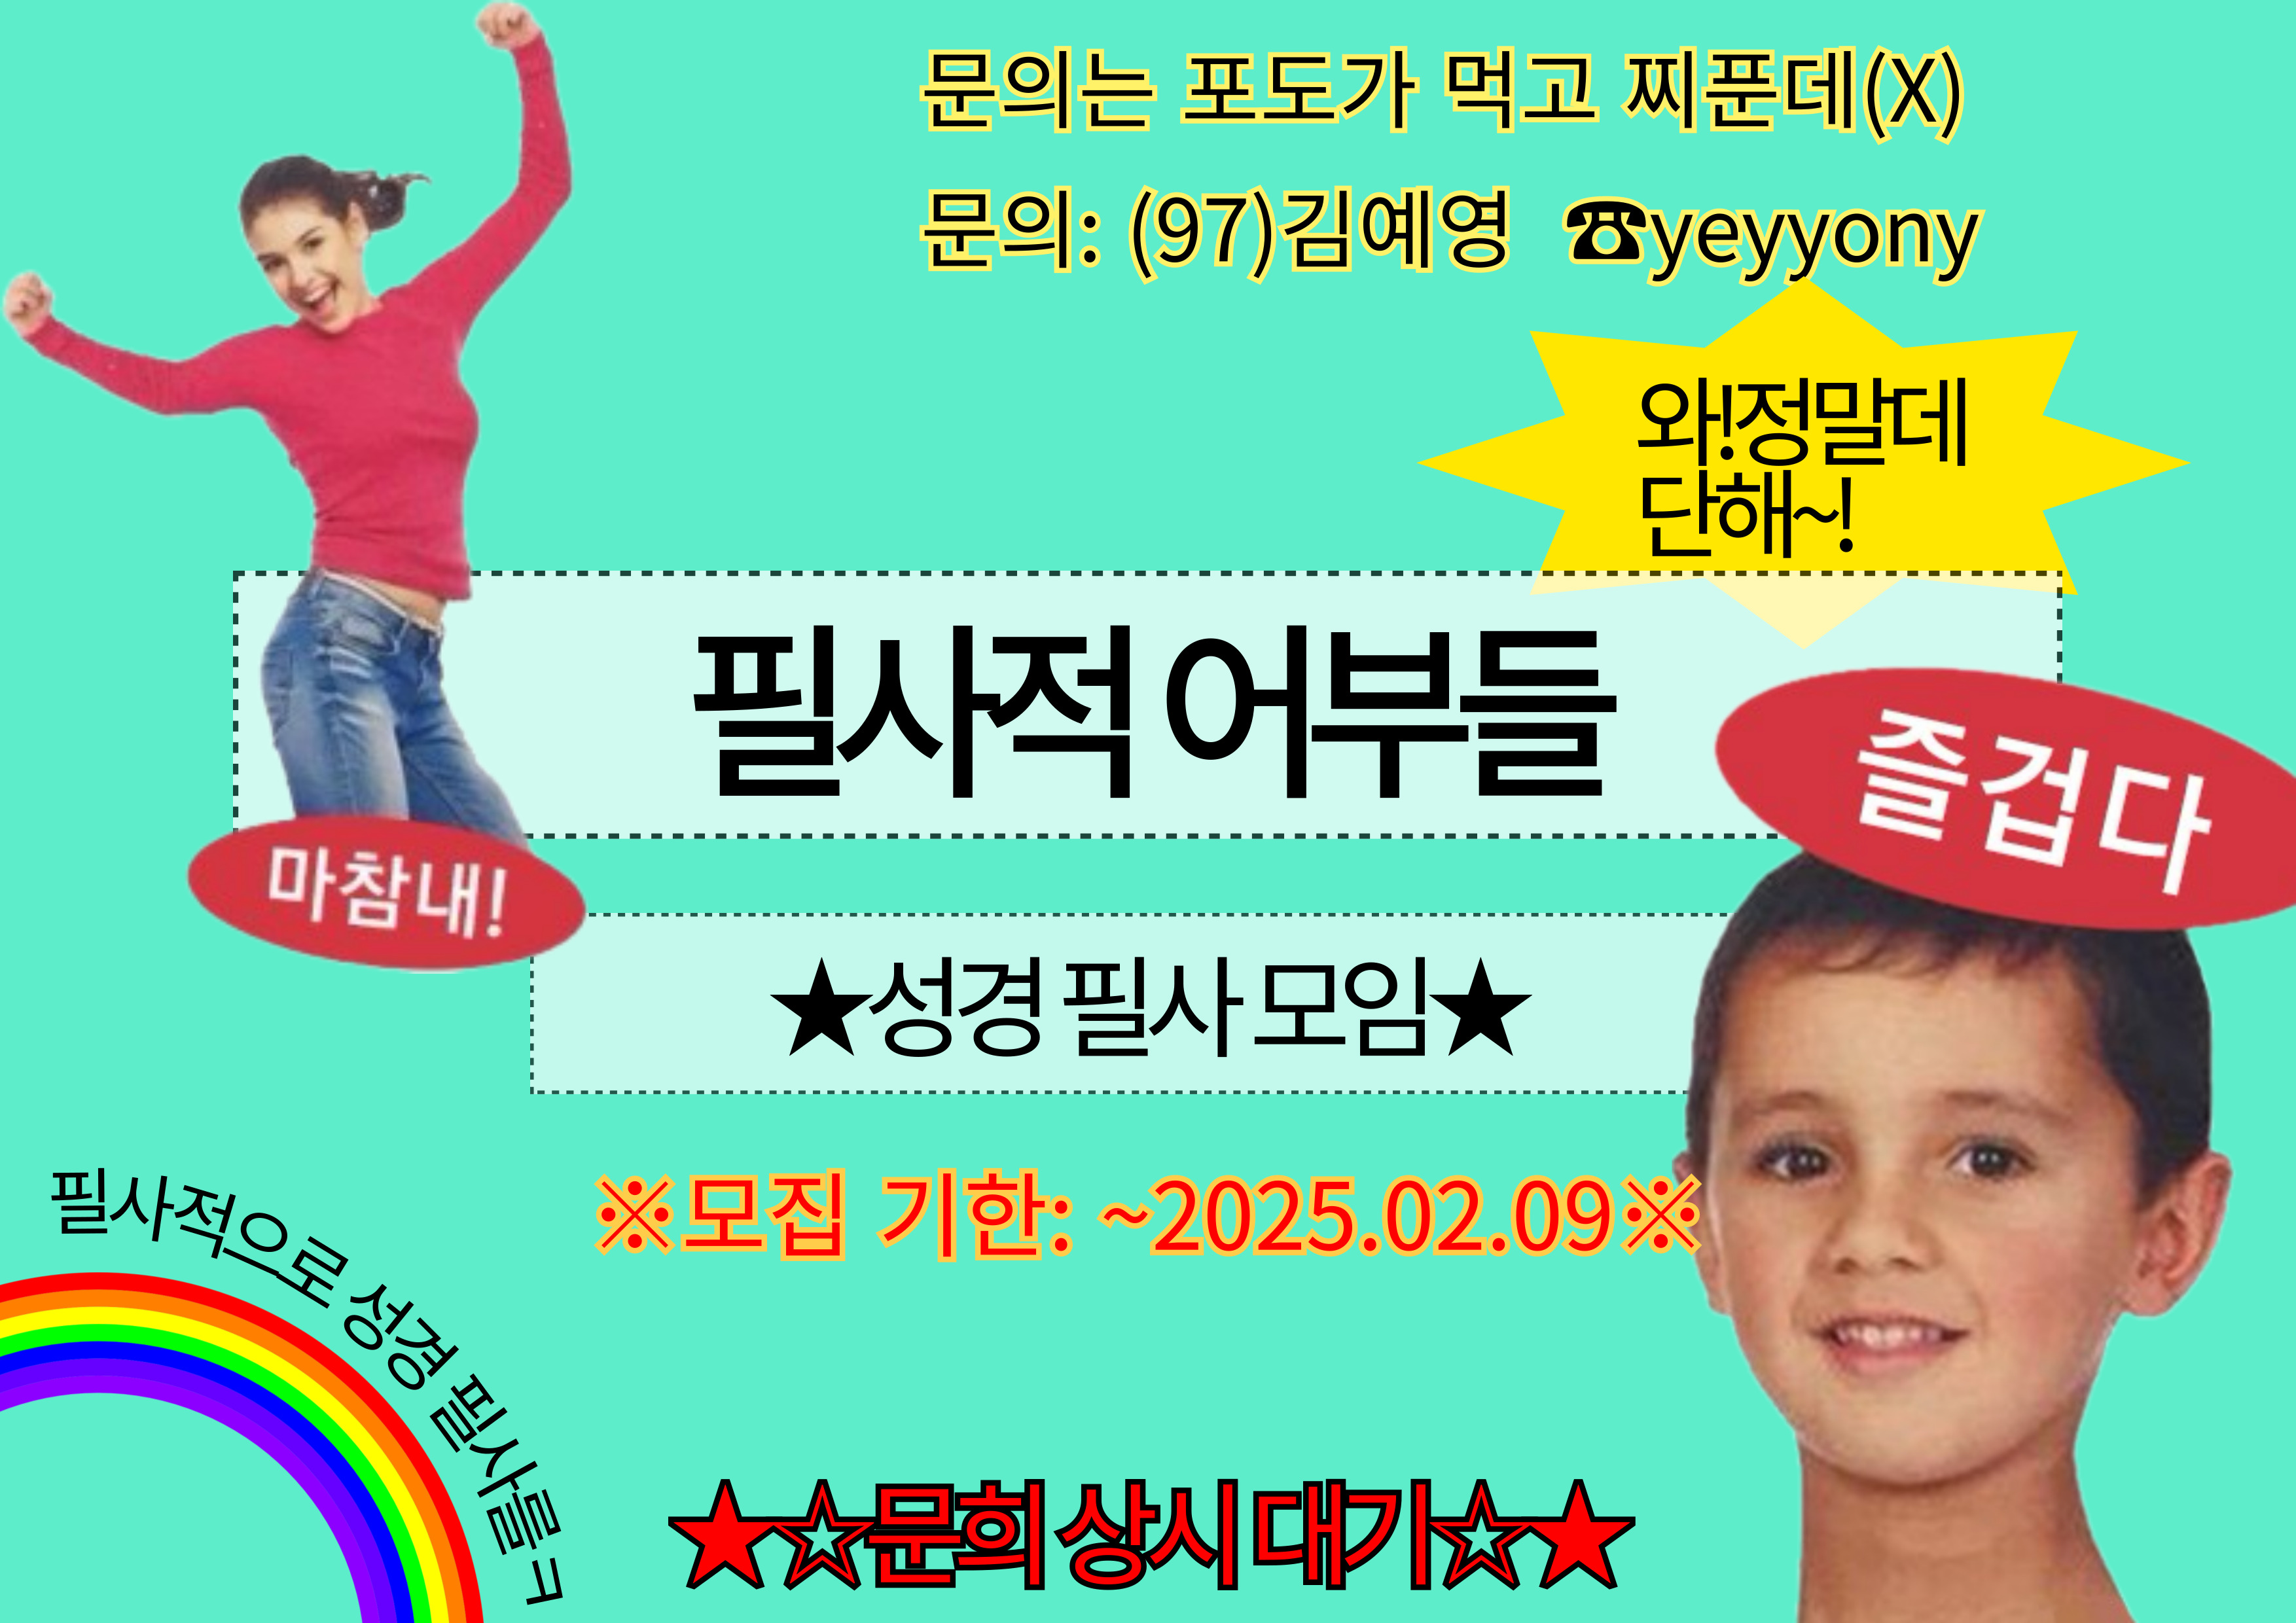 문의는 포도가 먹고 찌푼데(X)
문의: (97)김예영 ☎yeyyony
와!정말데
단해~!
필사적 어부들
즐겁다
마참내!
★성경 필사 모임★
※모집 기한: ~2025.02.09※
필사적으로 성경 필사를ㅋ
★☆문희 상시 대기☆★